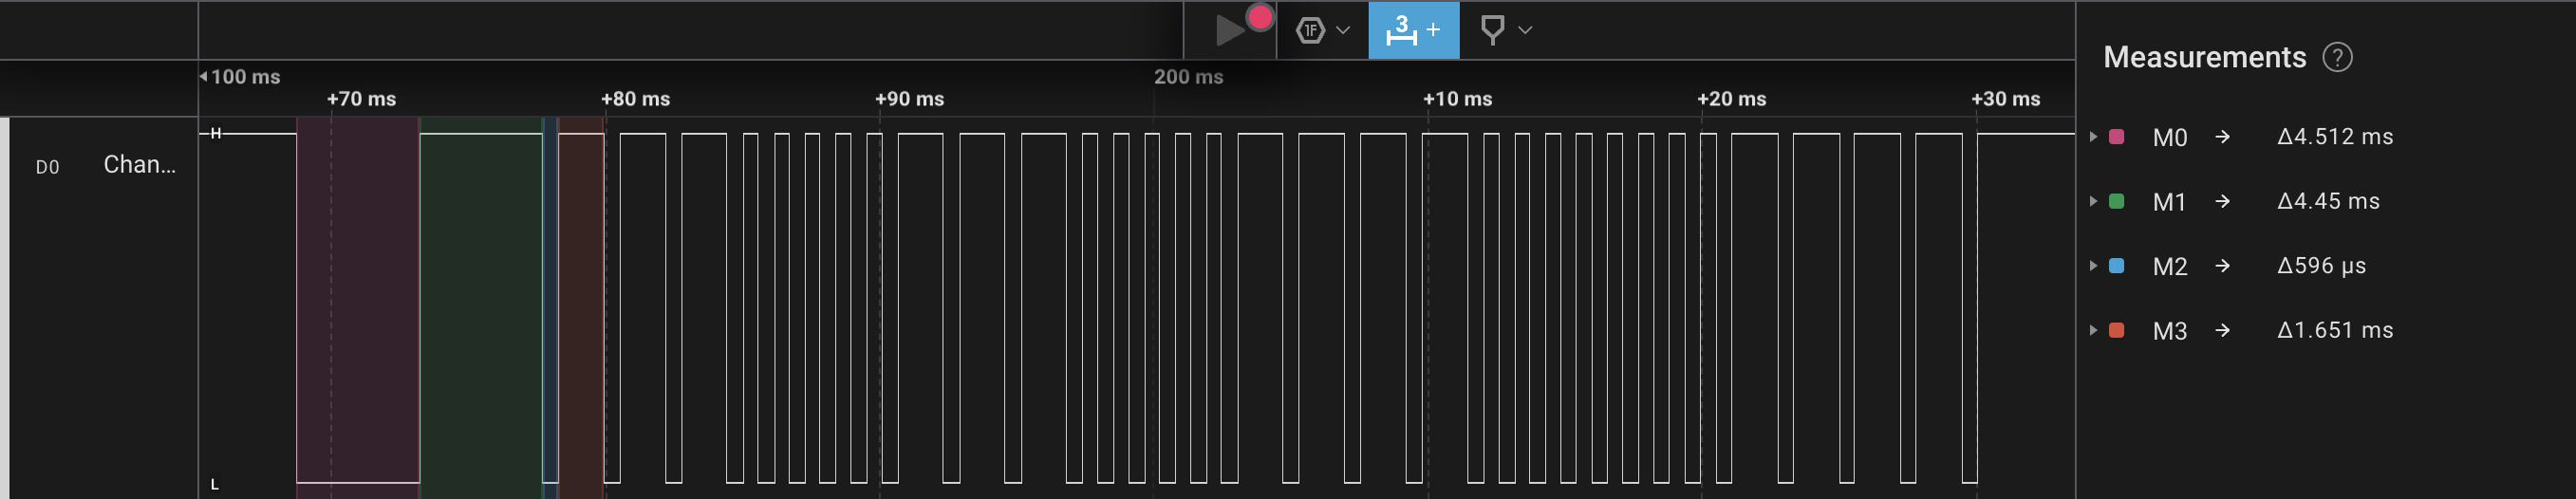 1F
3 +
Measurements ?
100 ms
200 ms
+70 ms
+80 ms
+90 ms
+10 ms
+20 ms
+30 ms
H
D0 Chan...
L
M0 → Δ4.512 ms
M1 → Δ4.45 ms
M2 → Δ596 μs
M3 → Δ1.651 ms